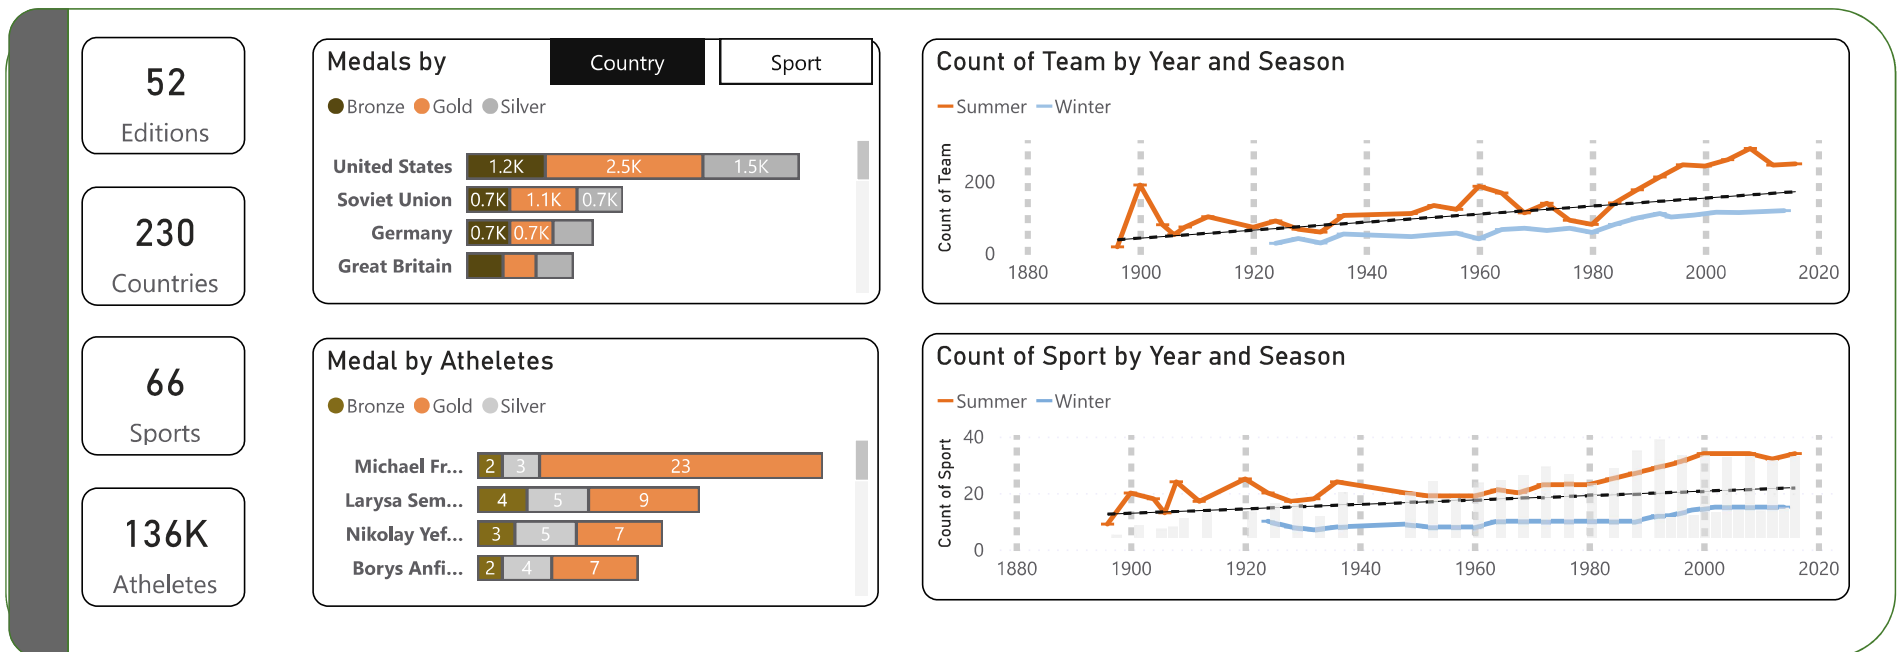 52
Editions
230
Countries
66
Sports
136K
Atheletes
Medals by
Country
Sport
Bronze Gold Silver
United States 1.2K 2.5K 1.5K
Soviet Union 0.7K 1.1K 0.7K
Germany 0.7K 0.7K
Great Britain
Medal by Atheletes
Bronze Gold Silver
Michael Fr... 2 3 23
Larysa Sem... 4 5 9
Nikolay Yef... 3 5 7
Borys Anfi... 2 4 7
Count of Team by Year and Season
Summer Winter
Count of Team
200
0
1880 1900 1920 1940 1960 1980 2000 2020
Count of Sport by Year and Season
Summer Winter
Count of Sport
40
20
0
1880 1900 1920 1940 1960 1980 2000 2020